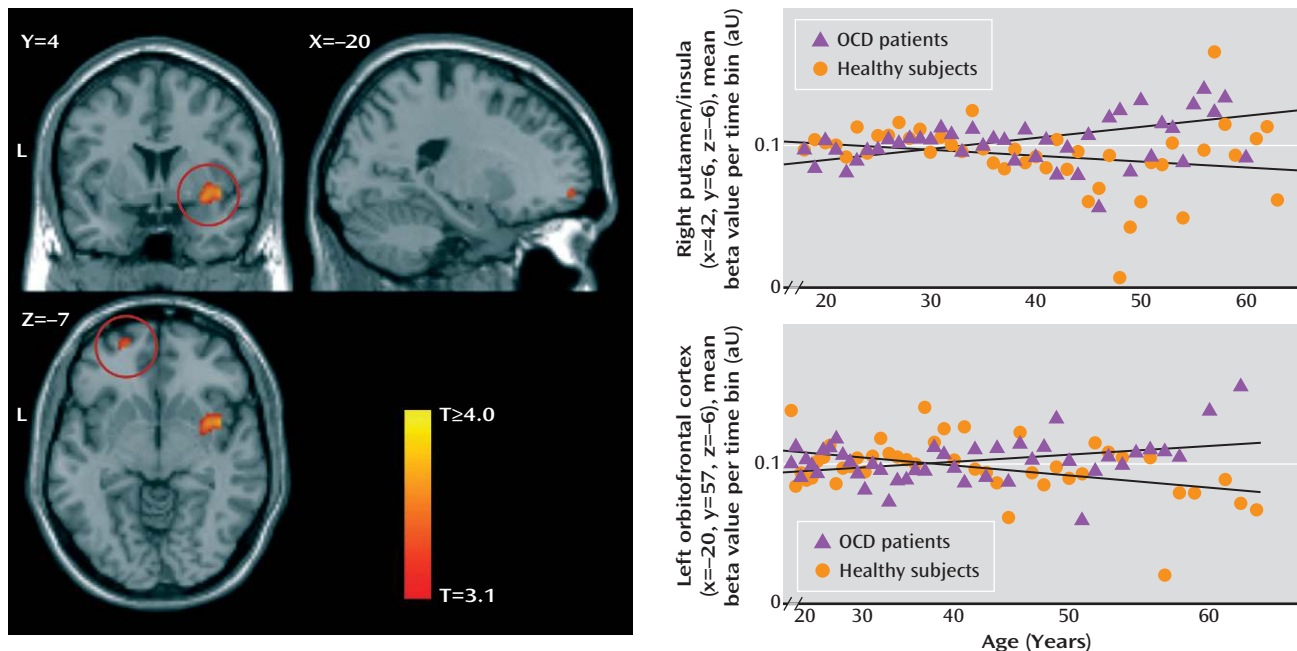 Y=4
X=–20
L
Z=–7
L
T≥4.0
T=3.1
Right putamen/insula
(x=42, y=6, z=–6), mean
beta value per time bin (aU)
OCD patients
Healthy subjects
0.1
0
20 30 40 50 60
Left orbitofrontal cortex
(x=–20, y=57, z=–6), mean
beta value per time bin (aU)
0.1
OCD patients
Healthy subjects
0
20 30 40 50 60
Age (Years)